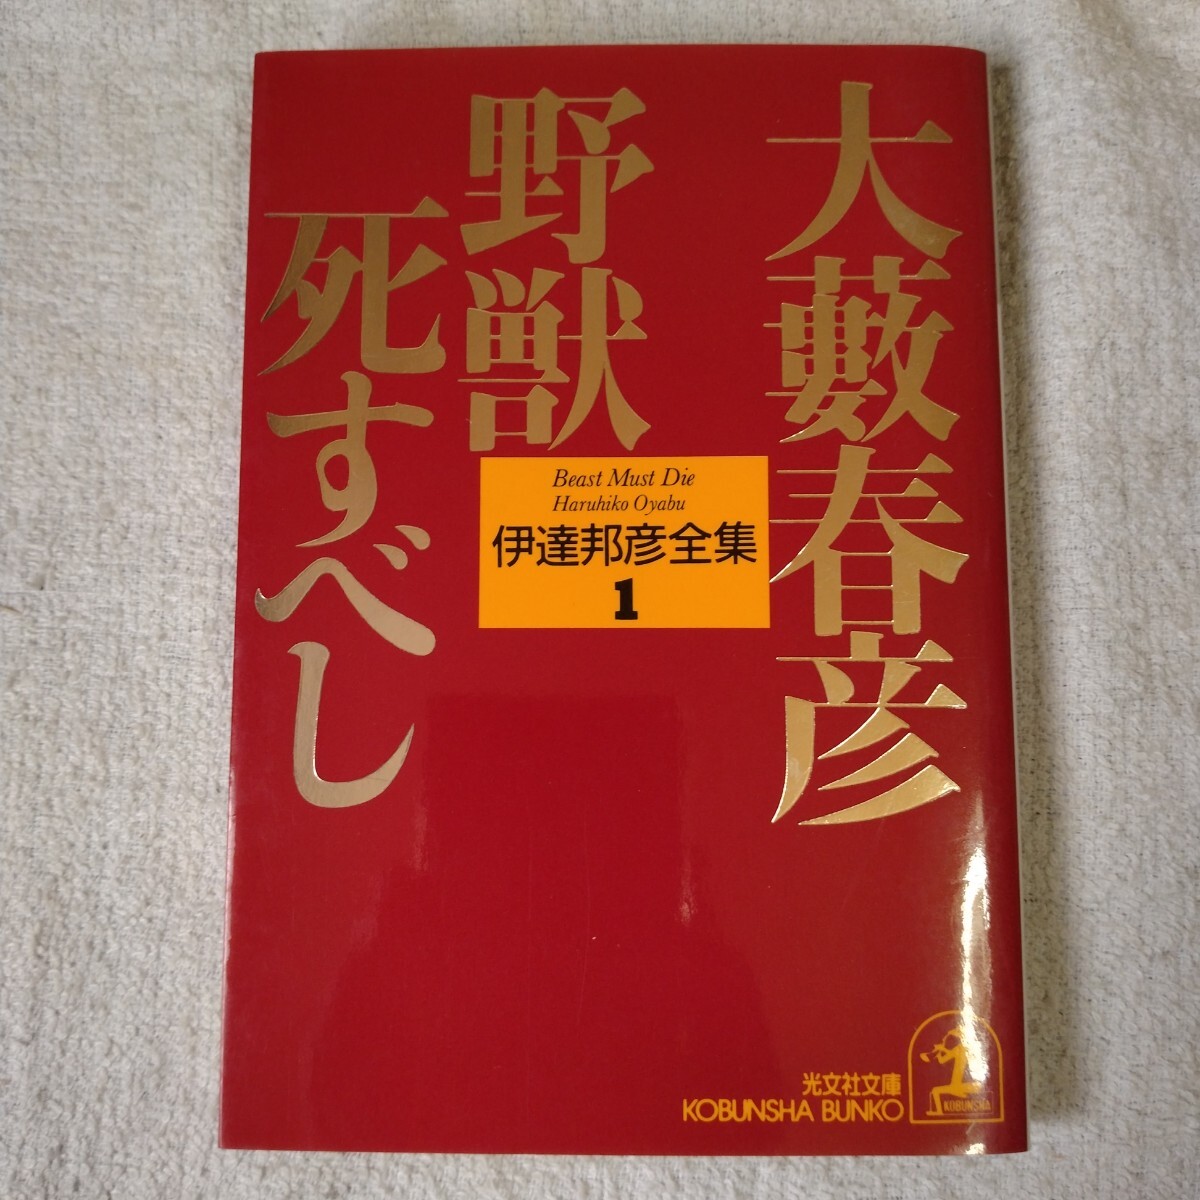 大藪春彦
野獣
死すべし
Beast Must Die
Haruhiko Oyabu
伊達邦彦全集
1
光文社文庫
KOBUNSHA BUNKO
KOBUNSHA